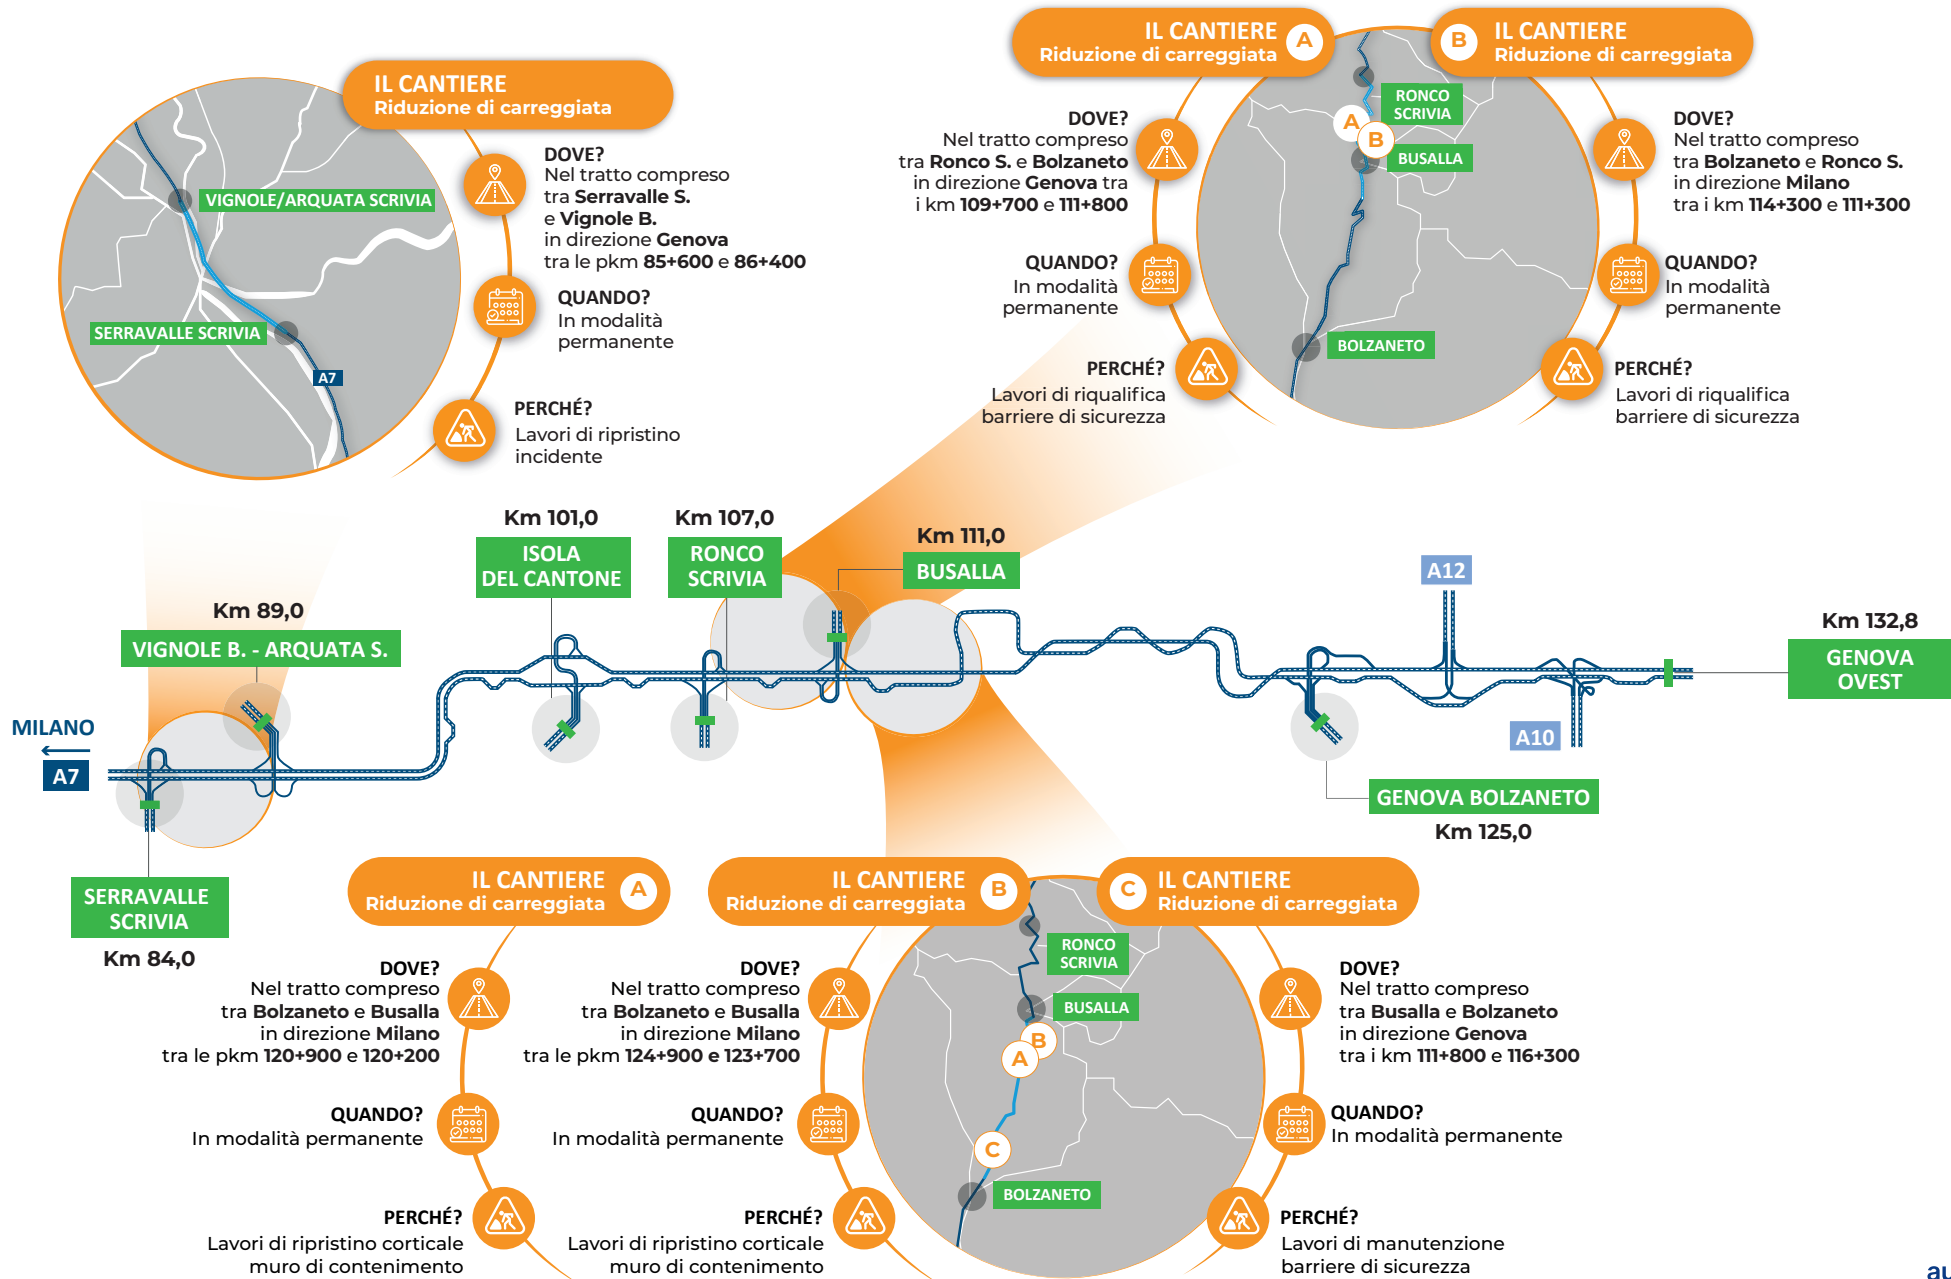 IL CANTIERE
Riduzione di carreggiata
DOVE?
Nel tratto compreso
tra Serravalle S.
e Vignole B.
in direzione Genova
tra le pkm 85+600 e 86+400
QUANDO?
In modalità
permanente
PERCHÉ?
Lavori di ripristino
incidente
VIGNOLE/ARQUATA SCRIVIA
SERRAVALLE SCRIVIA
A7
IL CANTIERE
Riduzione di carreggiata
A
DOVE?
Nel tratto compreso
tra Ronco S. e Bolzaneto
in direzione Genova tra
i km 109+700 e 111+800
QUANDO?
In modalità
permanente
PERCHÉ?
Lavori di riqualifica
barriere di sicurezza
RONCO
SCRIVIA
A
B
BUSALLA
BOLZANETO
B
IL CANTIERE
Riduzione di carreggiata
DOVE?
Nel tratto compreso
tra Bolzaneto e Ronco S.
in direzione Milano
tra i km 114+300 e 111+300
QUANDO?
In modalità
permanente
PERCHÉ?
Lavori di riqualifica
barriere di sicurezza
MILANO
A7
SERRAVALLE
SCRIVIA
Km 84,0
Km 89,0
VIGNOLE B. - ARQUATA S.
Km 101,0
ISOLA
DEL CANTONE
Km 107,0
RONCO
SCRIVIA
Km 111,0
BUSALLA
GENOVA BOLZANETO
Km 125,0
A12
A10
Km 132,8
GENOVA
OVEST
IL CANTIERE
Riduzione di carreggiata
A
DOVE?
Nel tratto compreso
tra Bolzaneto e Busalla
in direzione Milano
tra le pkm 120+900 e 120+200
QUANDO?
In modalità permanente
PERCHÉ?
Lavori di ripristino corticale
muro di contenimento
IL CANTIERE
Riduzione di carreggiata
B
DOVE?
Nel tratto compreso
tra Bolzaneto e Busalla
in direzione Milano
tra le pkm 124+900 e 123+700
QUANDO?
In modalità permanente
PERCHÉ?
Lavori di ripristino corticale
muro di contenimento
RONCO
SCRIVIA
BUSALLA
B
A
C
BOLZANETO
C
IL CANTIERE
Riduzione di carreggiata
DOVE?
Nel tratto compreso
tra Busalla e Bolzaneto
in direzione Genova
tra i km 111+800 e 116+300
QUANDO?
In modalità permanente
PERCHÉ?
Lavori di manutenzione
barriere di sicurezza